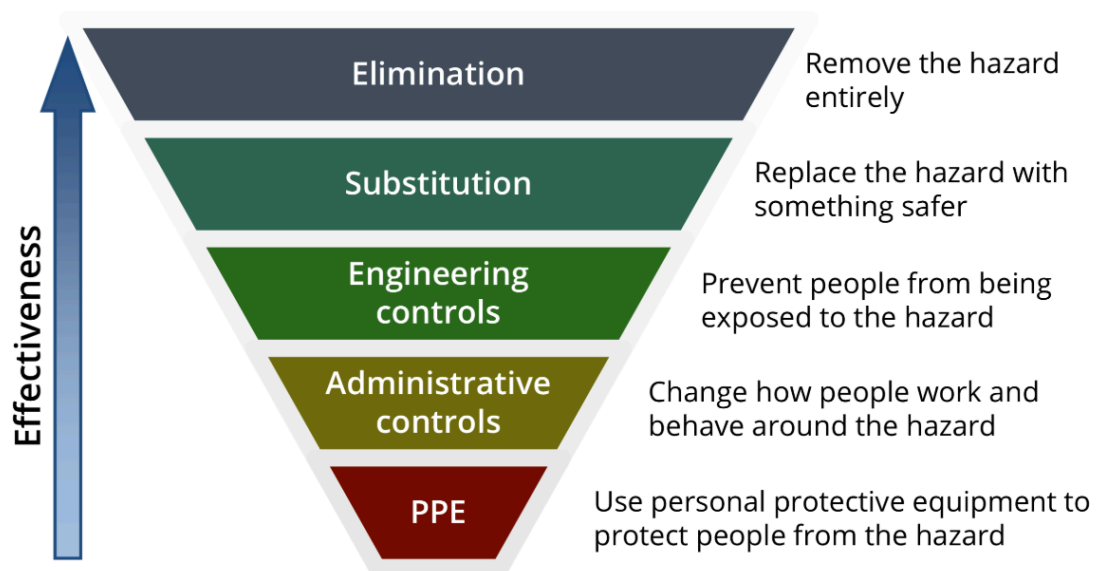 Elimination
Remove the hazard
entirely
Substitution
Replace the hazard with
something safer
Engineering
controls
Prevent people from being
exposed to the hazard
Administrative
controls
Change how people work and
behave around the hazard
PPE
Use personal protective equipment to
protect people from the hazard
Effectiveness